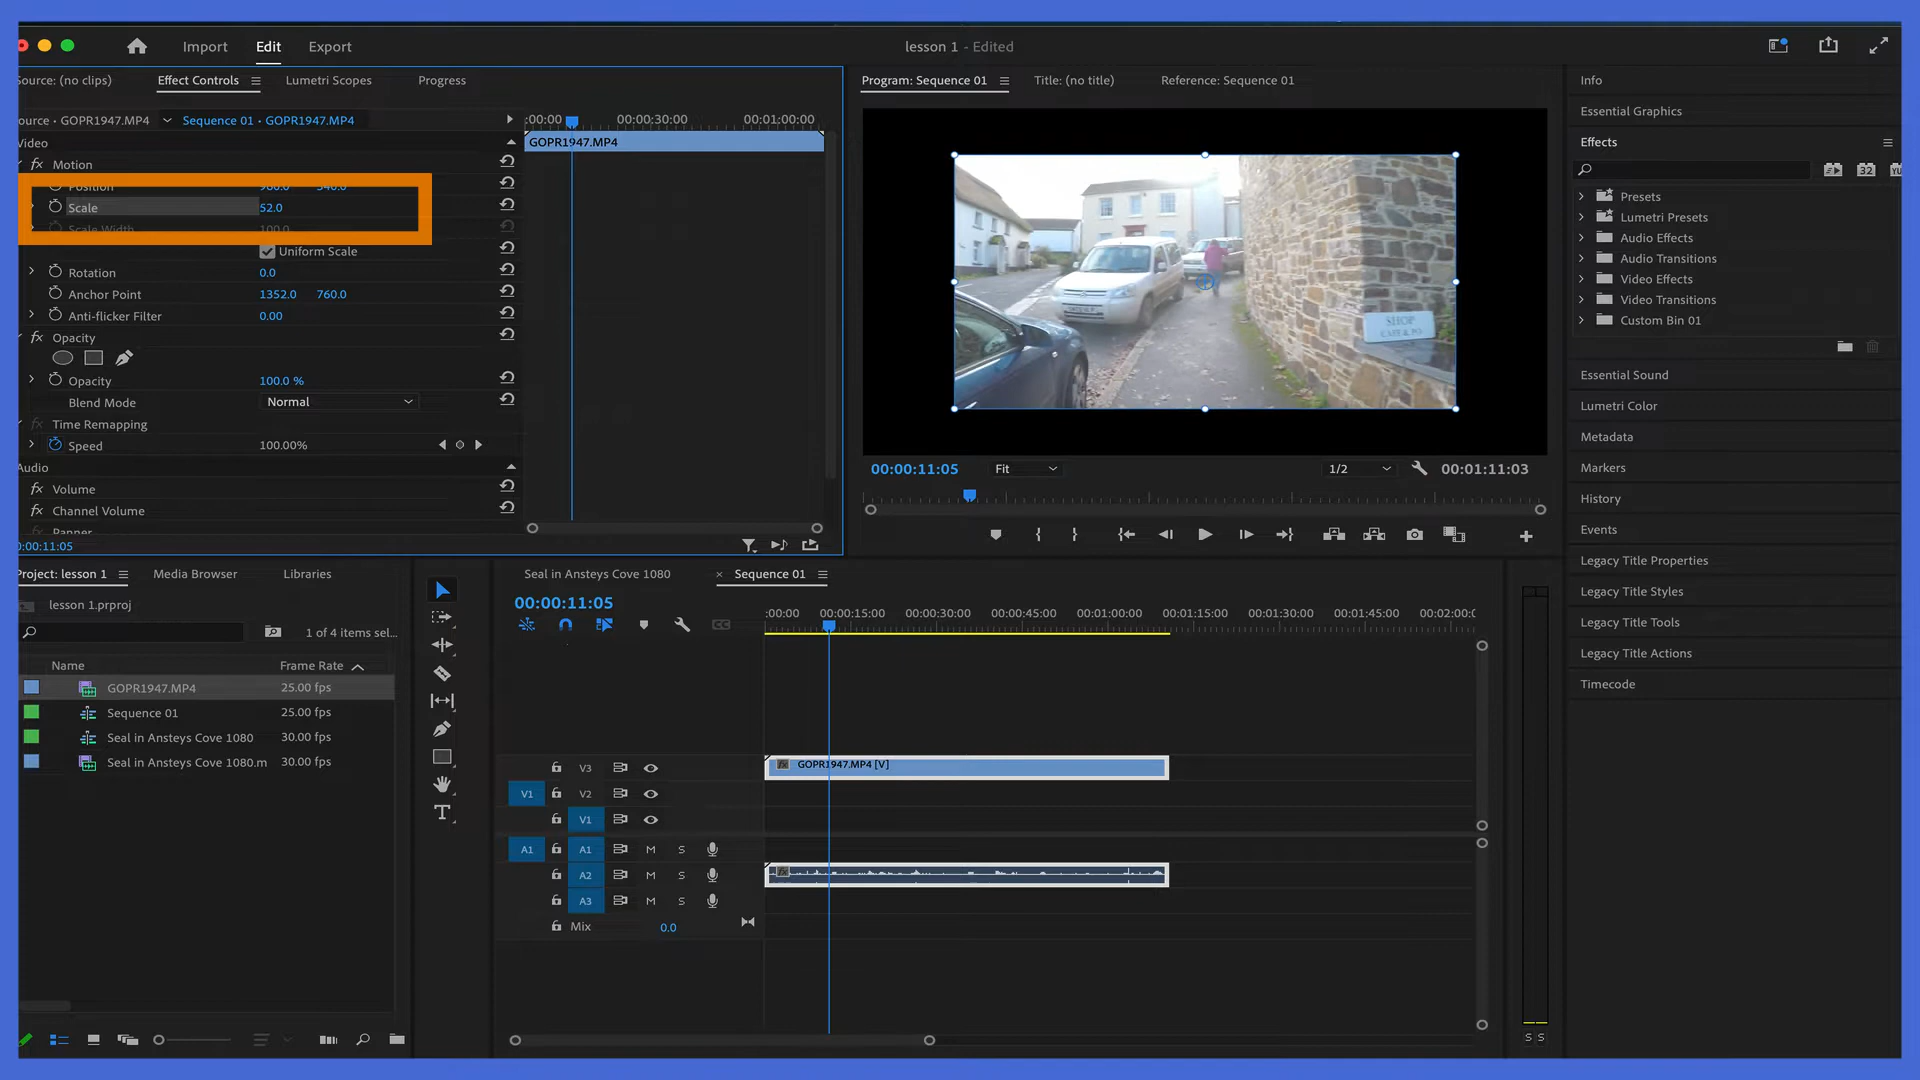 Import Edit Export lesson 1 - Edited
Source: (no clips) Effect Controls Lumetri Scopes Progress
ource • GOPR1947.MP4 Sequence 01 • GOPR1947.MP4
:00:00 00:00:30:00 00:01:00:00
GOPR1947.MP4
Video
fx Motion
Position 960.0 540.0
Scale 52.0
Scale Width 100.0
Uniform Scale
Rotation 0.0
Anchor Point 1352.0 760.0
Anti-flicker Filter 0.00
fx Opacity
Opacity 100.0 %
Blend Mode Normal
fx Time Remapping
Speed 100.00%
Audio
fx Volume
fx Channel Volume
fx Panner
0:00:11:05
Program: Sequence 01 Title: (no title) Reference: Sequence 01
SHOP
CAFE & PO
00:00:11:05 Fit 1/2 00:01:11:03
Info
Essential Graphics
Effects
32 YU
Presets
Lumetri Presets
Audio Effects
Audio Transitions
Video Effects
Video Transitions
Custom Bin 01
Essential Sound
Lumetri Color
Metadata
Markers
History
Events
Legacy Title Properties
Legacy Title Styles
Legacy Title Tools
Legacy Title Actions
Timecode
Project: lesson 1 Media Browser Libraries
lesson 1.prproj
1 of 4 items sel...
Name Frame Rate
GOPR1947.MP4 25.00 fps
Sequence 01 25.00 fps
Seal in Ansteys Cove 1080 30.00 fps
Seal in Ansteys Cove 1080.m 30.00 fps
T
Seal in Ansteys Cove 1080 × Sequence 01
00:00:11:05
CC
:00:00 00:00:15:00 00:00:30:00 00:00:45:00 00:01:00:00 00:01:15:00 00:01:30:00 00:01:45:00 00:02:00:0
V3 fx GOPR1947.MP4 [V]
V1 V2
V1
A1 A1 M S
A2 M S fx
A3 M S
Mix 0.0
S S